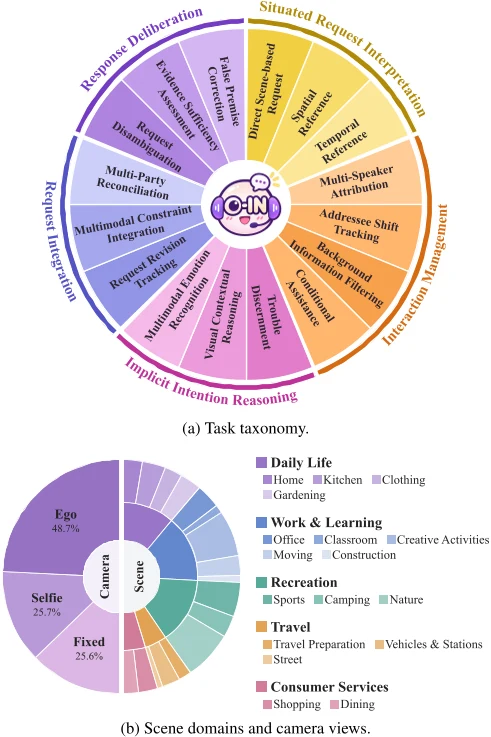 Response Deliberation
Situated Request Interpretation
Interaction Management
Implicit Intention Reasoning
Request Integration
Direct Scene-based
Request
Spatial
Reference
Temporal
Reference
Multi-Speaker
Attribution
Addressee Shift
Tracking
Background
Information Filtering
Conditional
Assistance
Trouble
Discernment
Visual Contextual
Reasoning
Multimodal Emotion
Recognition
Request Revision
Tracking
Multimodal Constraint
Integration
Multi-Party
Reconciliation
Request
Disambiguation
Evidence Sufficiency
Assessment
False Premise
Correction
O-IN
(a) Task taxonomy.
Camera
Scene
Ego
48.7%
Selfie
25.7%
Fixed
25.6%
Daily Life
Home Kitchen Clothing
Gardening
Work & Learning
Office Classroom Creative Activities
Moving Construction
Recreation
Sports Camping Nature
Travel
Travel Preparation Vehicles & Stations
Street
Consumer Services
Shopping Dining
(b) Scene domains and camera views.